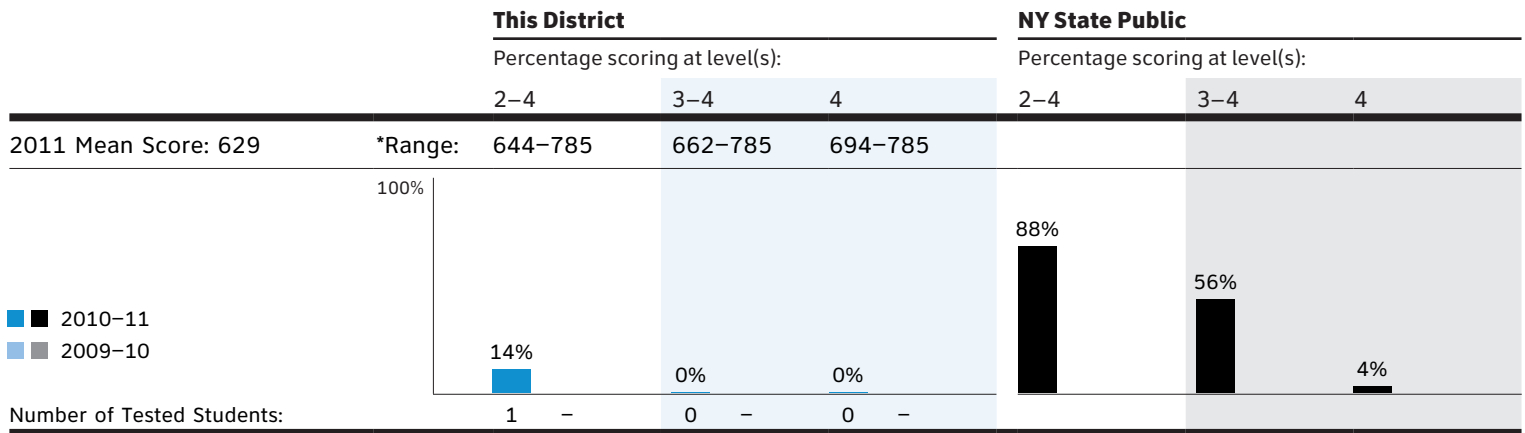 This District NY State Public
Percentage scoring at level(s): Percentage scoring at level(s):
2–4 3–4 4 2–4 3–4 4
2011 Mean Score: 629 *Range: 644–785 662–785 694–785
100%
88%
56%
2010–11
2009–10
14% 0% 0% 4%
Number of Tested Students: 1 – 0 – 0 –